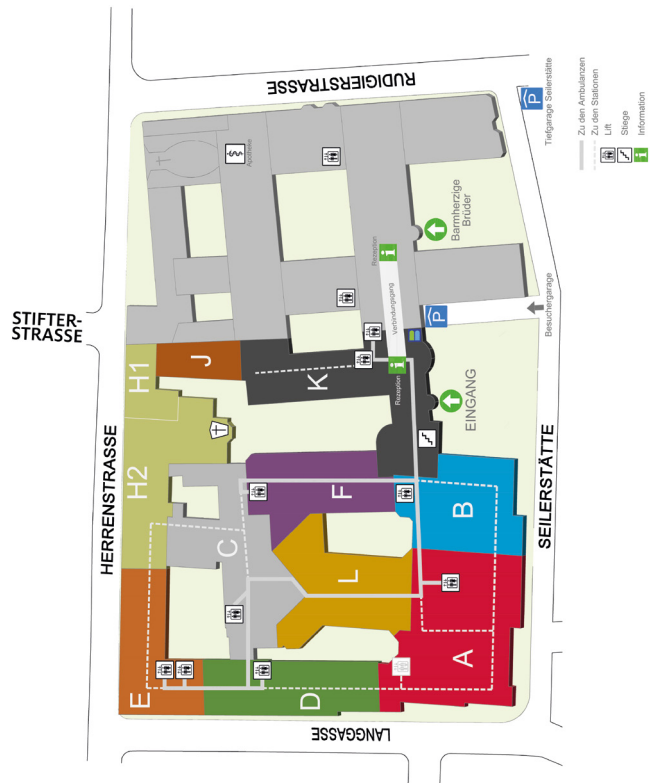 RUDIGIERSTRASSE
Tiefgarage Seilerstätte
Zu den Ambulanzen
Zu den Stationen
Lift
Stiege
Information
Apotheke
Barmherzige
Brüder
Rezeption
Verbindungsgang
Besuchergarage
STIFTER-
STRASSE
H1
J
K
Rezeption
EINGANG
HERRENSTRASSE
H2
C
F
B
L
SEILERSTÄTTE
E
D
A
LANGGASSE
P
P